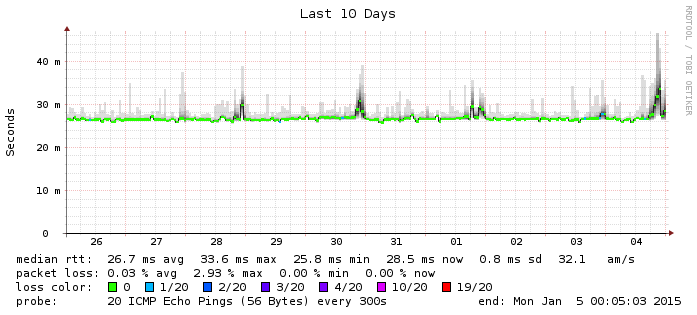 Last 10 Days
RRDTOOL / TOBI OETIKER
Seconds
40 m
30 m
20 m
10 m
0
26 27 28 29 30 31 01 02 03 04
median rtt: 26.7 ms avg 33.6 ms max 25.8 ms min 28.5 ms now 0.8 ms sd 32.1 am/s
packet loss: 0.03 % avg 2.93 % max 0.00 % min 0.00 % now
loss color: 0 1/20 2/20 3/20 4/20 10/20 19/20
probe: 20 ICMP Echo Pings (56 Bytes) every 300s end: Mon Jan 5 00:05:03 2015